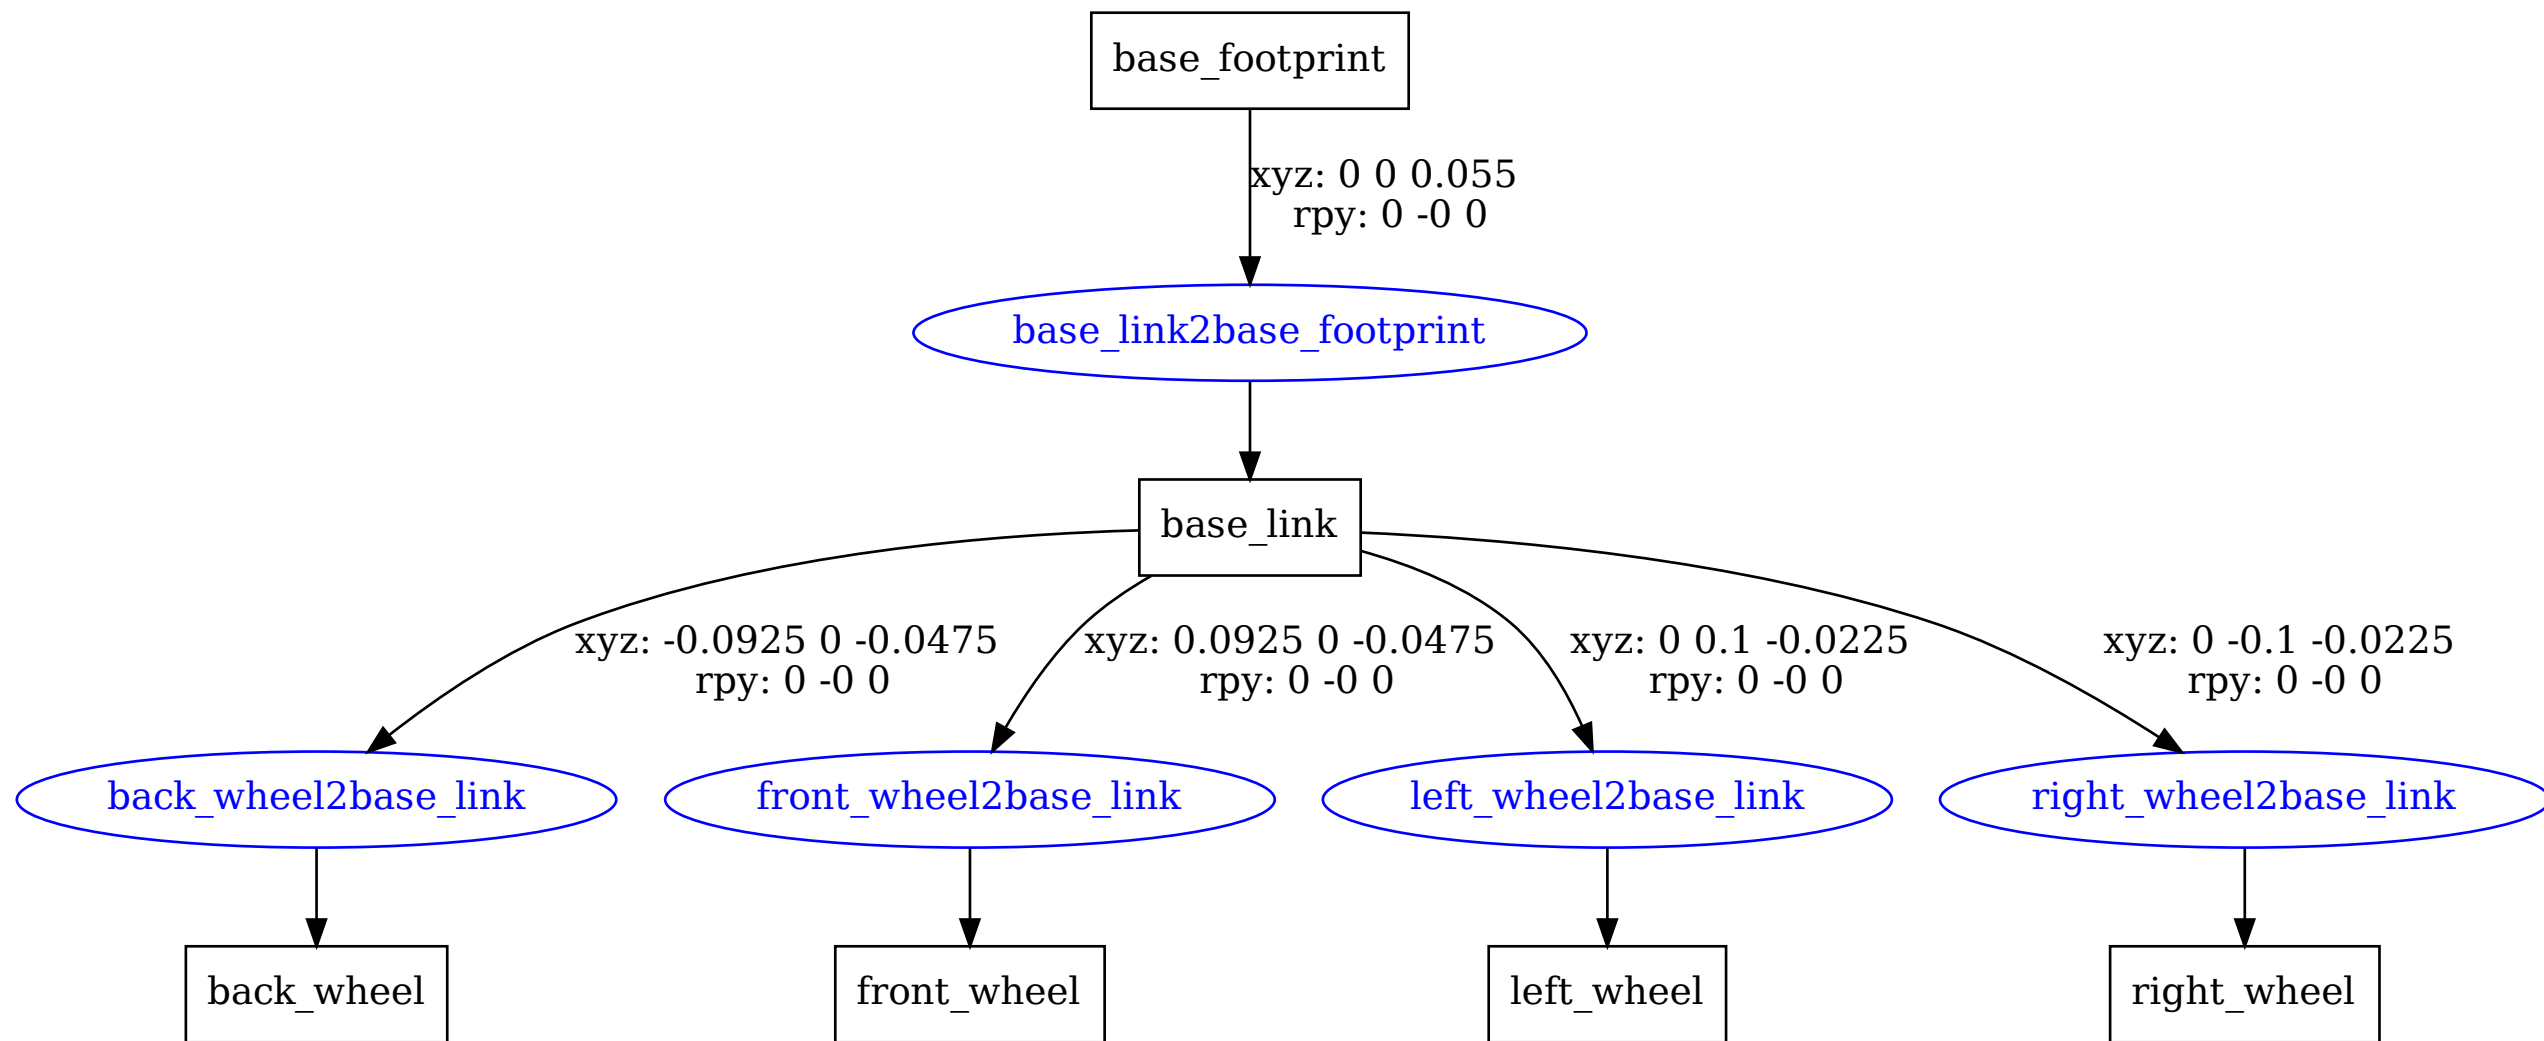 base_footprint
xyz: 0 0 0.055
rpy: 0 -0 0
base_link2base_footprint
base_link
xyz: -0.0925 0 -0.0475
rpy: 0 -0 0
xyz: 0.0925 0 -0.0475
rpy: 0 -0 0
xyz: 0 0.1 -0.0225
rpy: 0 -0 0
xyz: 0 -0.1 -0.0225
rpy: 0 -0 0
back_wheel2base_link
front_wheel2base_link
left_wheel2base_link
right_wheel2base_link
back_wheel
front_wheel
left_wheel
right_wheel